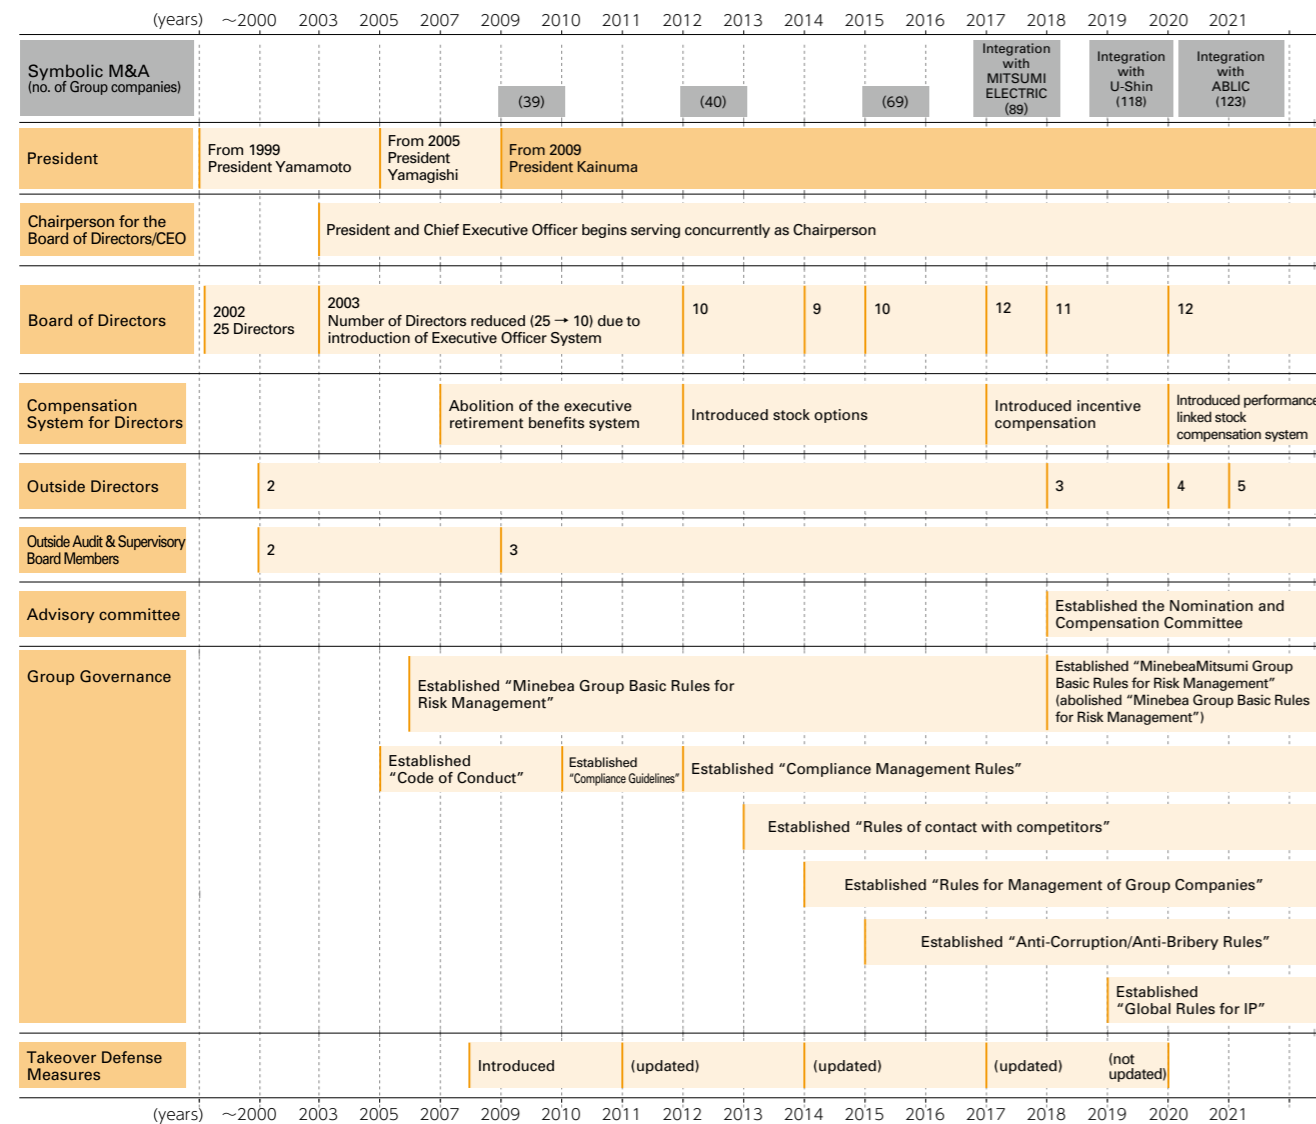 (years) ～2000 2003 2005 2007 2009 2010 2011 2012 2013 2014 2015 2016 2017 2018 2019 2020 2021
Symbolic M&A
(no. of Group companies)
(39)
(40)
(69)
Integration
with
MITSUMI
ELECTRIC
(89)
Integration
with
U-Shin
(118)
Integration
with
ABLIC
(123)
President
From 1999
President Yamamoto
From 2005
President
Yamagishi
From 2009
President Kainuma
Chairperson for the
Board of Directors/CEO
President and Chief Executive Officer begins serving concurrently as Chairperson
Board of Directors
2002
25 Directors
2003
Number of Directors reduced (25 → 10) due to
introduction of Executive Officer System
10
9
10
12
11
12
Compensation
System for Directors
Abolition of the executive
retirement benefits system
Introduced stock options
Introduced incentive
compensation
Introduced performance
linked stock
compensation system
Outside Directors
2
3
4
5
Outside Audit & Supervisory
Board Members
2
3
Advisory committee
Established the Nomination and
Compensation Committee
Group Governance
Established “Minebea Group Basic Rules for
Risk Management”
Established “MinebeaMitsumi Group
Basic Rules for Risk Management”
(abolished “Minebea Group Basic Rules
for Risk Management”)
Established
“Code of Conduct”
Established
“Compliance Guidelines”
Established “Compliance Management Rules”
Established “Rules of contact with competitors”
Established “Rules for Management of Group Companies”
Established “Anti-Corruption/Anti-Bribery Rules”
Established
“Global Rules for IP”
Takeover Defense
Measures
Introduced
(updated)
(updated)
(updated)
(not
updated)
(years) ～2000 2003 2005 2007 2009 2010 2011 2012 2013 2014 2015 2016 2017 2018 2019 2020 2021